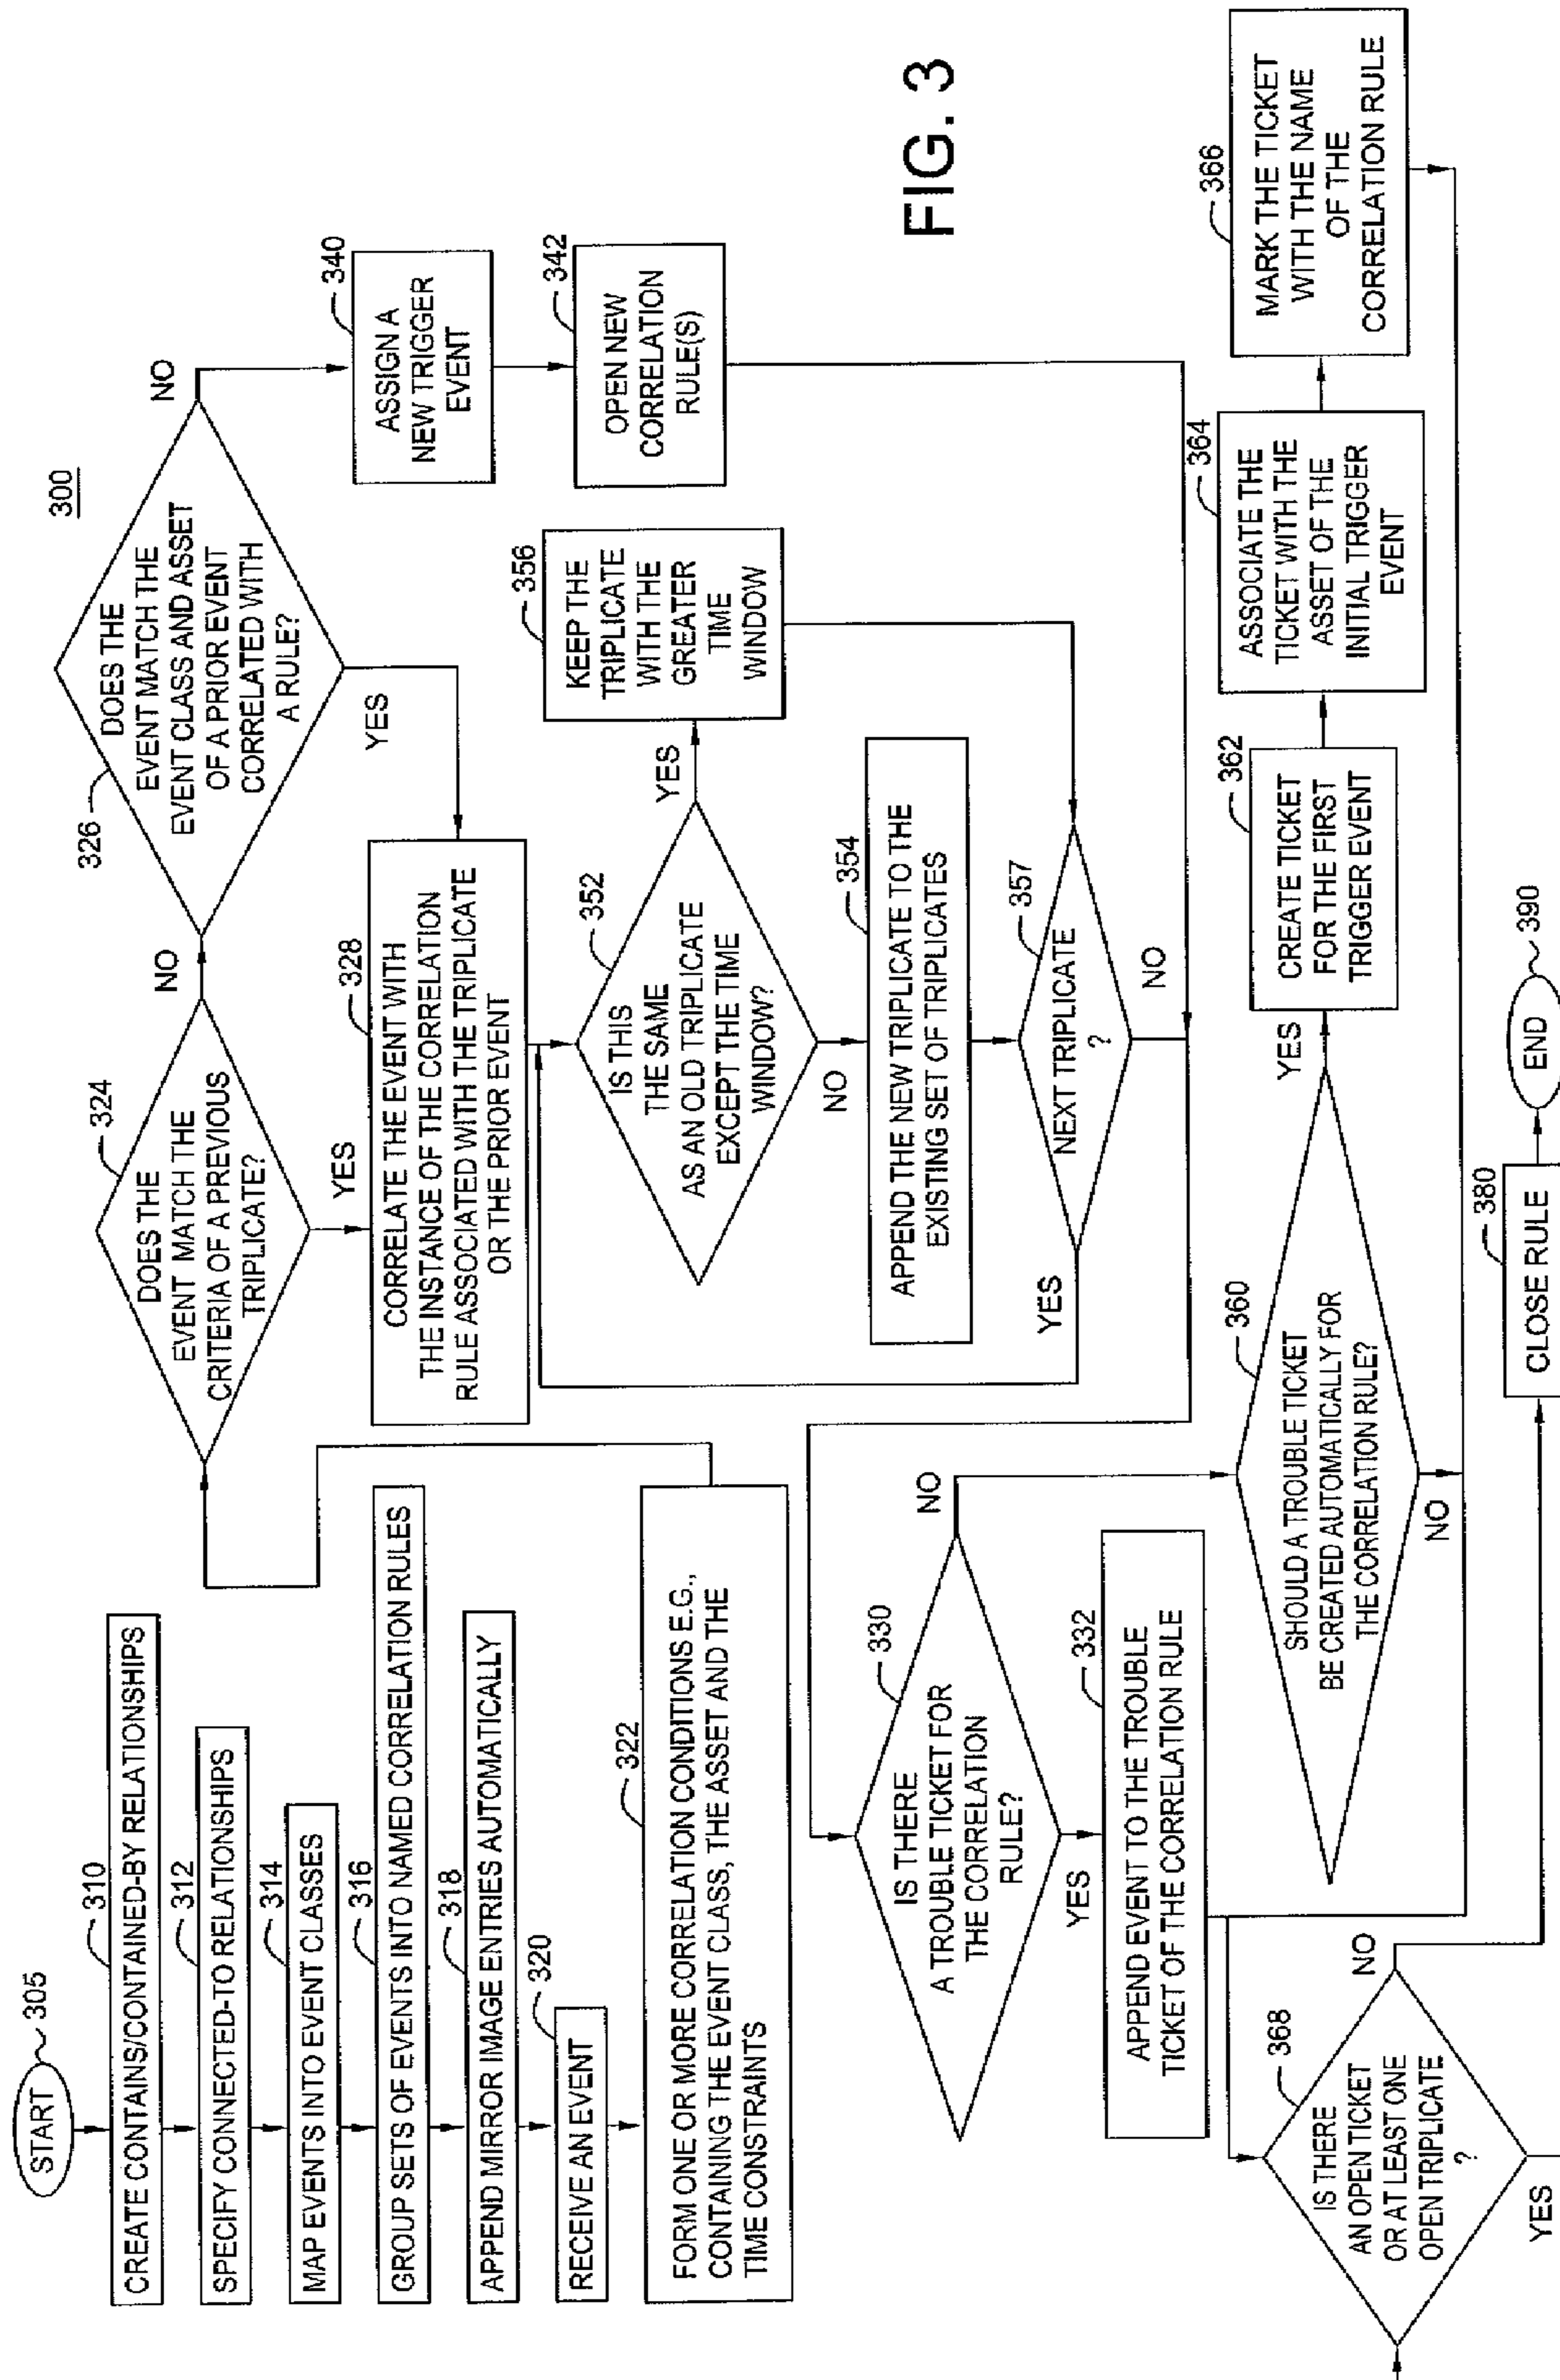 300
START
305
310
CREATE CONTAINS/CONTAINED-BY RELATIONSHIPS
312
SPECIFY CONNECTED-TO RELATIONSHIPS
314
MAP EVENTS INTO EVENT CLASSES
316
GROUP SETS OF EVENTS INTO NAMED CORRELATION RULES
318
APPEND MIRROR IMAGE ENTRIES AUTOMATICALLY
320
RECEIVE AN EVENT
322
FORM ONE OR MORE CORRELATION CONDITIONS E.G.,
CONTAINING THE EVENT CLASS, THE ASSET AND THE
TIME CONSTRAINTS
324
DOES THE
EVENT MATCH THE
CRITERIA OF A PREVIOUS
TRIPLICATE?
NO
YES
326
DOES THE
EVENT MATCH THE
EVENT CLASS AND ASSET
OF A PRIOR EVENT
CORRELATED WITH
A RULE?
NO
YES
328
CORRELATE THE EVENT WITH
THE INSTANCE OF THE CORRELATION
RULE ASSOCIATED WITH THE TRIPLICATE
OR THE PRIOR EVENT
340
ASSIGN A
NEW TRIGGER
EVENT
342
OPEN NEW
CORRELATION
RULE(S)
352
IS THIS
THE SAME
AS AN OLD TRIPLICATE
EXCEPT THE TIME
WINDOW?
YES
NO
356
KEEP THE
TRIPLICATE
WITH THE
GREATER
TIME
WINDOW
354
APPEND THE NEW TRIPLICATE TO THE
EXISTING SET OF TRIPLICATES
357
NEXT TRIPLICATE
?
YES
NO
FIG. 3
330
IS THERE
A TROUBLE TICKET FOR
THE CORRELATION
RULE?
NO
YES
332
APPEND EVENT TO THE TROUBLE
TICKET OF THE CORRELATION RULE
360
SHOULD A TROUBLE TICKET
BE CREATED AUTOMATICALLY FOR
THE CORRELATION RULE?
YES
NO
362
CREATE TICKET
FOR THE FIRST
TRIGGER EVENT
364
ASSOCIATE THE
TICKET WITH THE
ASSET OF THE
INITIAL TRIGGER
EVENT
366
MARK THE TICKET
WITH THE NAME
OF THE
CORRELATION RULE
368
IS THERE
AN OPEN TICKET
OR AT LEAST ONE
OPEN TRIPLICATE
?
NO
YES
380
CLOSE RULE
END
390